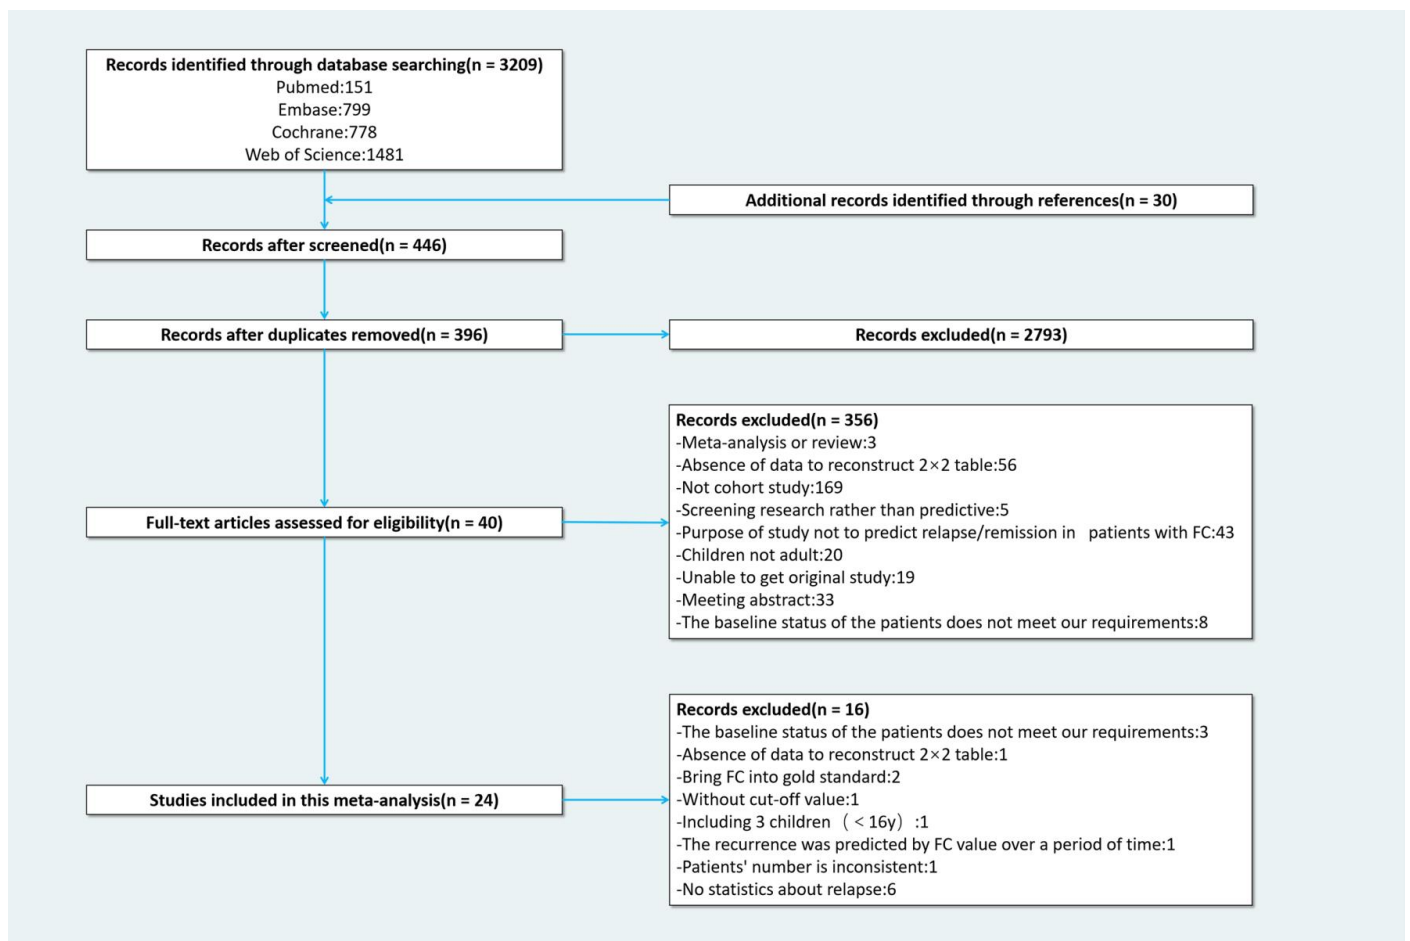 Records identified through database searching(n = 3209)
Pubmed:151
Embase:799
Cochrane:778
Web of Science:1481
Additional records identified through references(n = 30)
Records after screened(n = 446)
Records after duplicates removed(n = 396)
Records excluded(n = 2793)
Full-text articles assessed for eligibility(n = 40)
Records excluded(n = 356)
-Meta-analysis or review:3
-Absence of data to reconstruct 2×2 table:56
-Not cohort study:169
-Screening research rather than predictive:5
-Purpose of study not to predict relapse/remission in   patients with FC:43
-Children not adult:20
-Unable to get original study:19
-Meeting abstract:33
-The baseline status of the patients does not meet our requirements:8
Studies included in this meta-analysis(n = 24)
Records excluded(n = 16)
-The baseline status of the patients does not meet our requirements:3
-Absence of data to reconstruct 2×2 table:1
-Bring FC into gold standard:2
-Without cut-off value:1
-Including 3 children（ < 16y）:1
-The recurrence was predicted by FC value over a period of time:1
-Patients' number is inconsistent:1
-No statistics about relapse:6